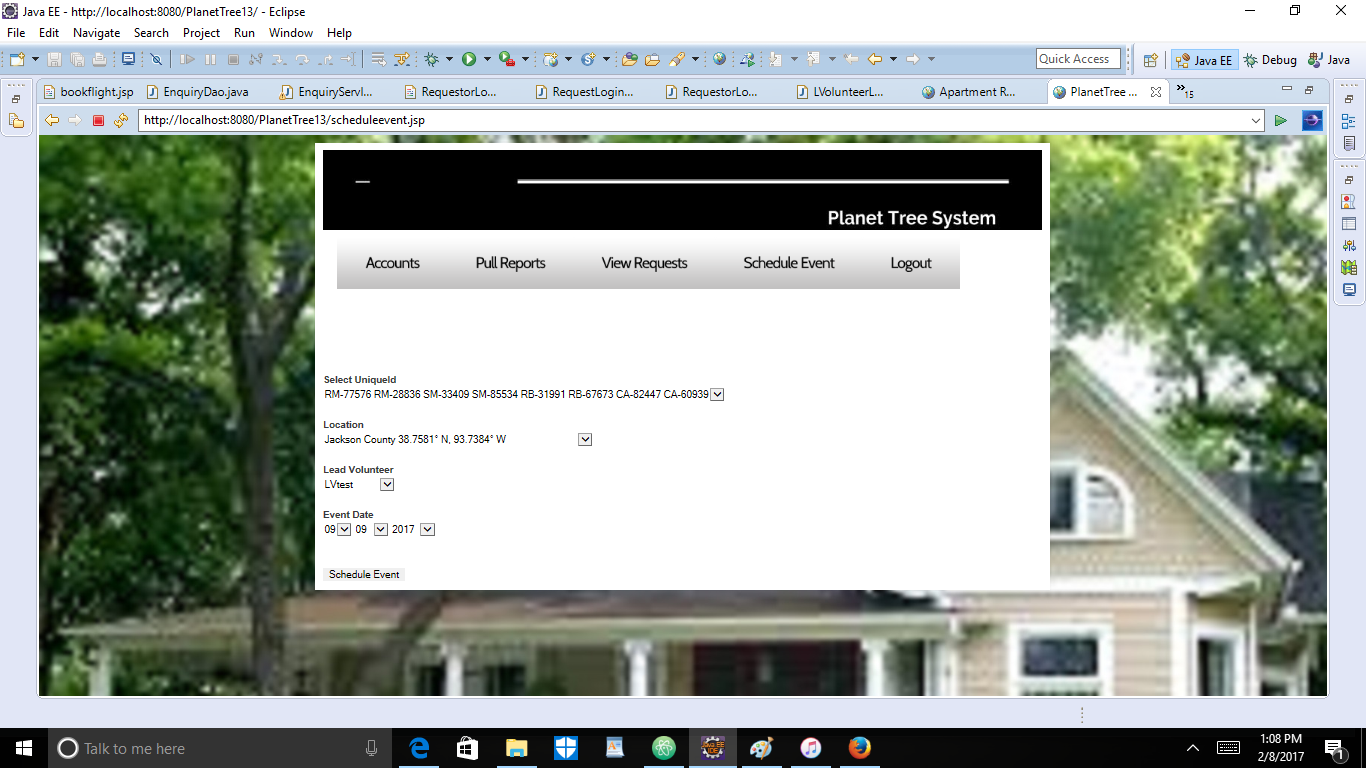 Java EE - http://localhost:8080/PlanetTree13/ - Eclipse
File Edit Navigate Search Project Run Window Help
Quick Access Java EE Debug Java
bookflight.jsp EnquiryDao.java EnquiryServl... RequestorLo... RequestLogin... RequestorLo... LVolunteerL... Apartment R... PlanetTree ... »15
http://localhost:8080/PlanetTree13/scheduleevent.jsp
Planet Tree System
Accounts Pull Reports View Requests Schedule Event Logout
Select UniqueId
RM-77576 RM-28836 SM-33409 SM-85534 RB-31991 RB-67673 CA-82447 CA-60939
Location
Jackson County 38.7581° N, 93.7384° W
Lead Volunteer
LVtest
Event Date
09 09 2017
Schedule Event
Talk to me here
1:08 PM
2/8/2017
1